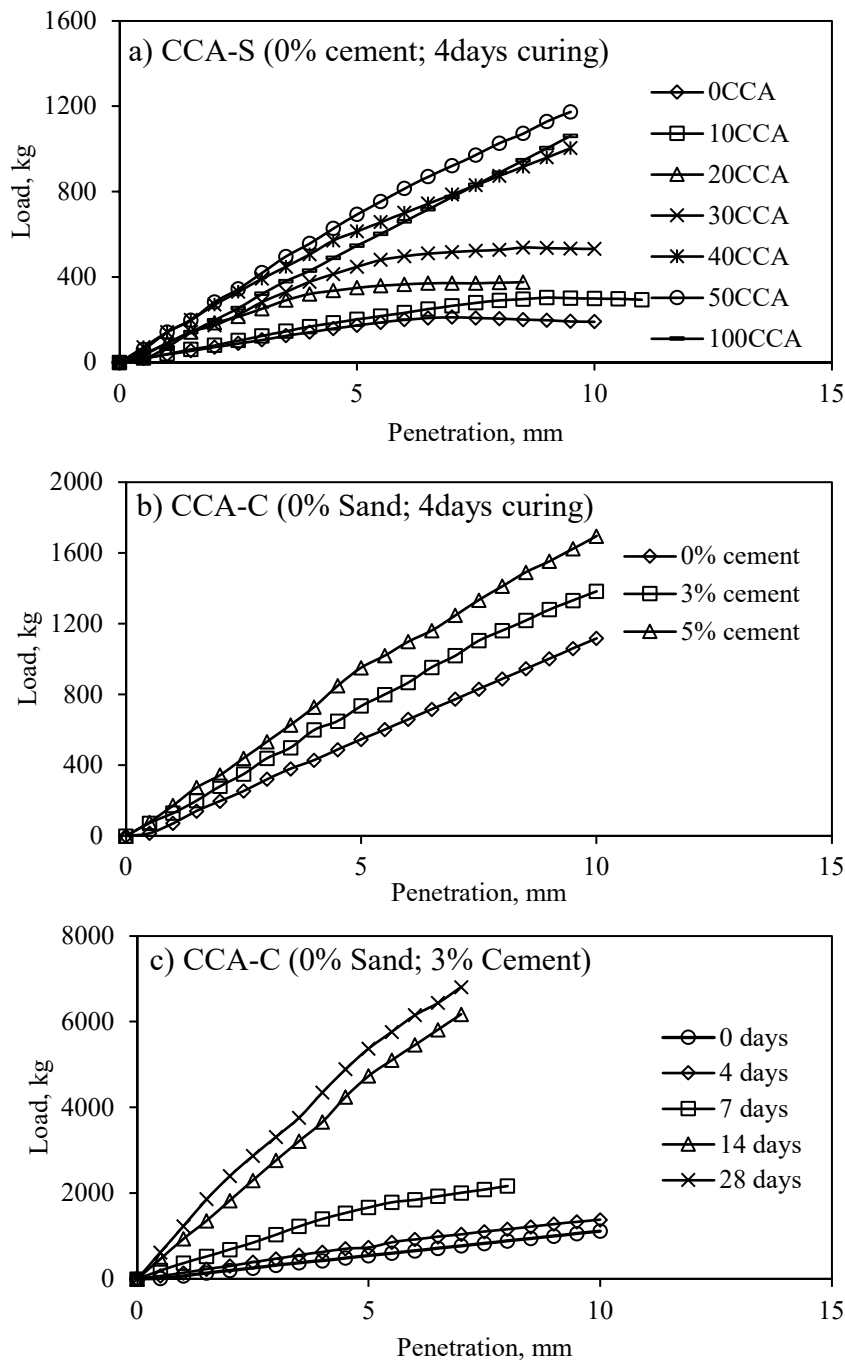 a) CCA-S (0% cement; 4days curing)
Load, kg
1600
1200
800
400
0
0 5 10 15
Penetration, mm
0CCA
10CCA
20CCA
30CCA
40CCA
50CCA
100CCA
b) CCA-C (0% Sand; 4days curing)
Load, kg
2000
1600
1200
800
400
0
0 5 10 15
Penetration, mm
0% cement
3% cement
5% cement
c) CCA-C (0% Sand; 3% Cement)
Load, kg
8000
6000
4000
2000
0
0 5 10 15
Penetration, mm
0 days
4 days
7 days
14 days
28 days